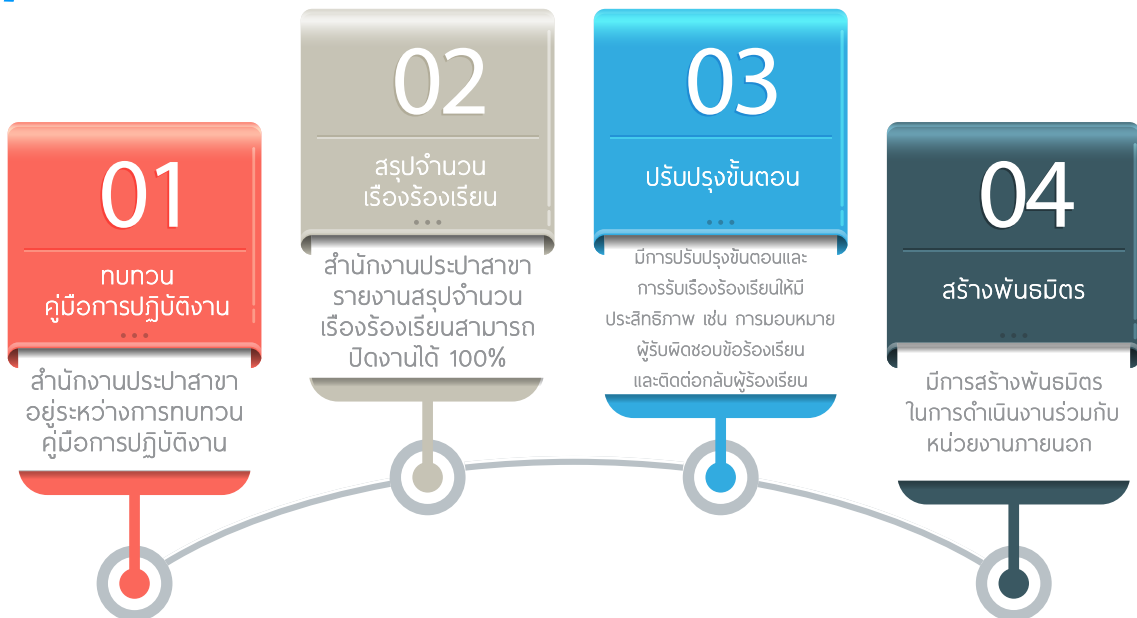 01
ทบทวน
คู่มือการปฏิบัติงาน
สำนักงานประปาสาขา
อยู่ระหว่างการทบทวน
คู่มือการปฏิบัติงาน
02
สรุปจำนวน
เรื่องร้องเรียน
สำนักงานประปาสาขา
รายงานสรุปจำนวน
เรื่องร้องเรียนสามารถ
ปิดงานได้ 100%
03
ปรับปรุงขั้นตอน
มีการปรับปรุงขั้นตอนและ
การรับเรื่องร้องเรียนให้มี
ประสิทธิภาพ เช่น การมอบหมาย
ผู้รับผิดชอบข้อร้องเรียน
และติดต่อกลับผู้ร้องเรียน
04
สร้างพันธมิตร
มีการสร้างพันธมิตร
ในการดำเนินงานร่วมกับ
หน่วยงานภายนอก